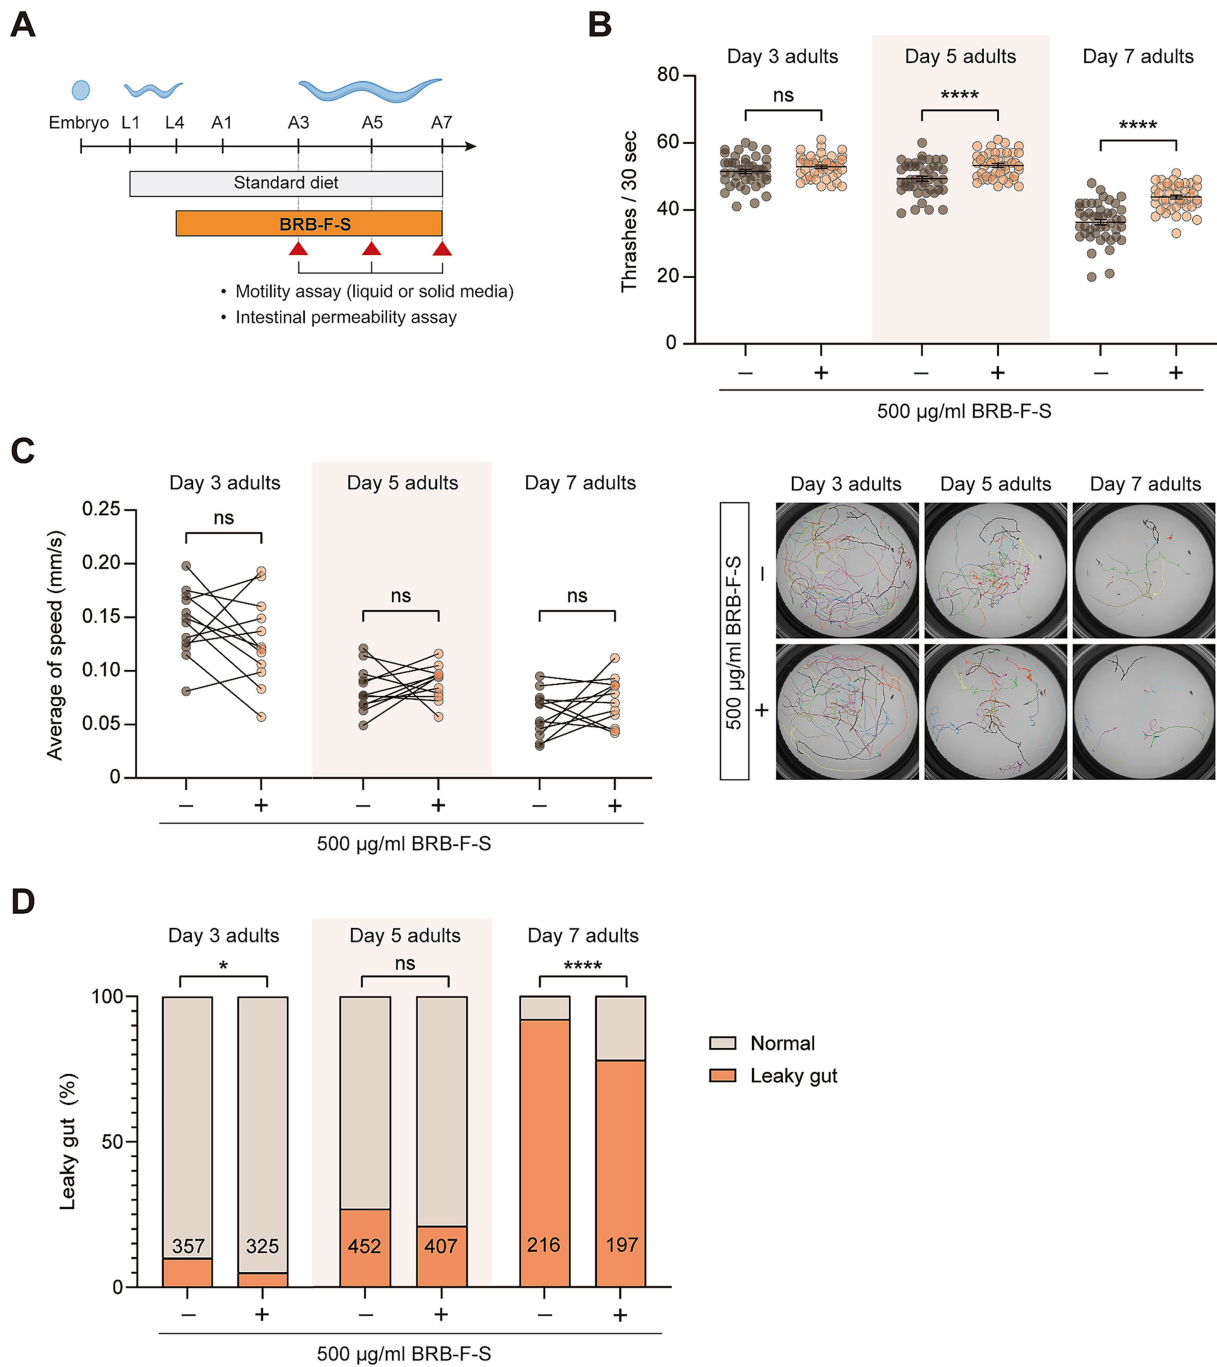 A
Embryo L1 L4 A1 A3 A5 A7
Standard diet
BRB-F-S
• Motility assay (liquid or solid media)
• Intestinal permeability assay
B
Day 3 adults Day 5 adults Day 7 adults
ns **** ****
Thrashes / 30 sec
80
60
40
20
0
– + – + – +
500 µg/ml BRB-F-S
C
Day 3 adults Day 5 adults Day 7 adults
ns ns ns
Average of speed (mm/s)
0.25
0.20
0.15
0.10
0.05
0
– + – + – +
500 µg/ml BRB-F-S
Day 3 adults Day 5 adults Day 7 adults
500 µg/ml BRB-F-S
–
+
D
Day 3 adults Day 5 adults Day 7 adults
* ns ****
Leaky gut (%)
100
50
0
357 325 452 407 216 197
– + – + – +
500 µg/ml BRB-F-S
Normal
Leaky gut